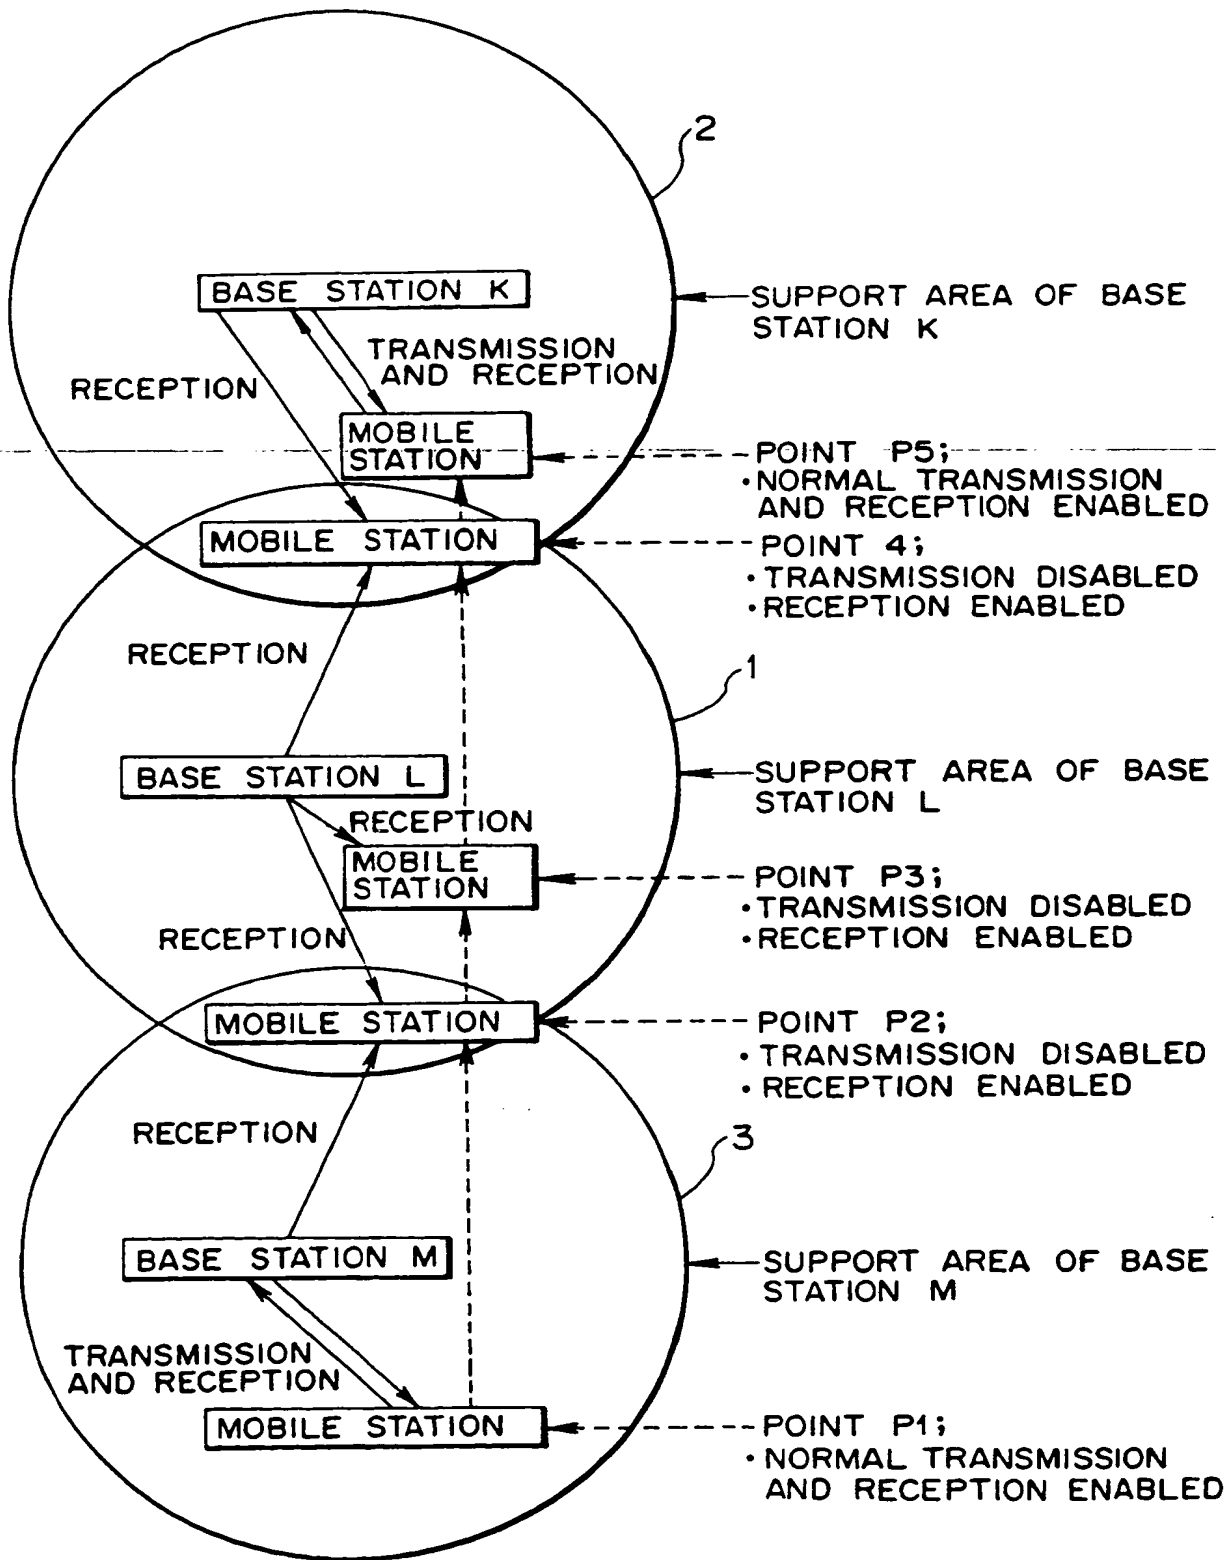 2
BASE STATION K
SUPPORT AREA OF BASE
STATION K
TRANSMISSION
AND RECEPTION
RECEPTION
MOBILE
STATION
POINT P5;
•NORMAL TRANSMISSION
AND RECEPTION ENABLED
MOBILE STATION
POINT 4;
•TRANSMISSION DISABLED
•RECEPTION ENABLED
RECEPTION
1
BASE STATION L
SUPPORT AREA OF BASE
STATION L
RECEPTION
MOBILE
STATION
POINT P3;
•TRANSMISSION DISABLED
•RECEPTION ENABLED
RECEPTION
MOBILE STATION
POINT P2;
•TRANSMISSION DISABLED
•RECEPTION ENABLED
RECEPTION
3
BASE STATION M
SUPPORT AREA OF BASE
STATION M
TRANSMISSION
AND RECEPTION
MOBILE STATION
POINT P1;
•NORMAL TRANSMISSION
AND RECEPTION ENABLED